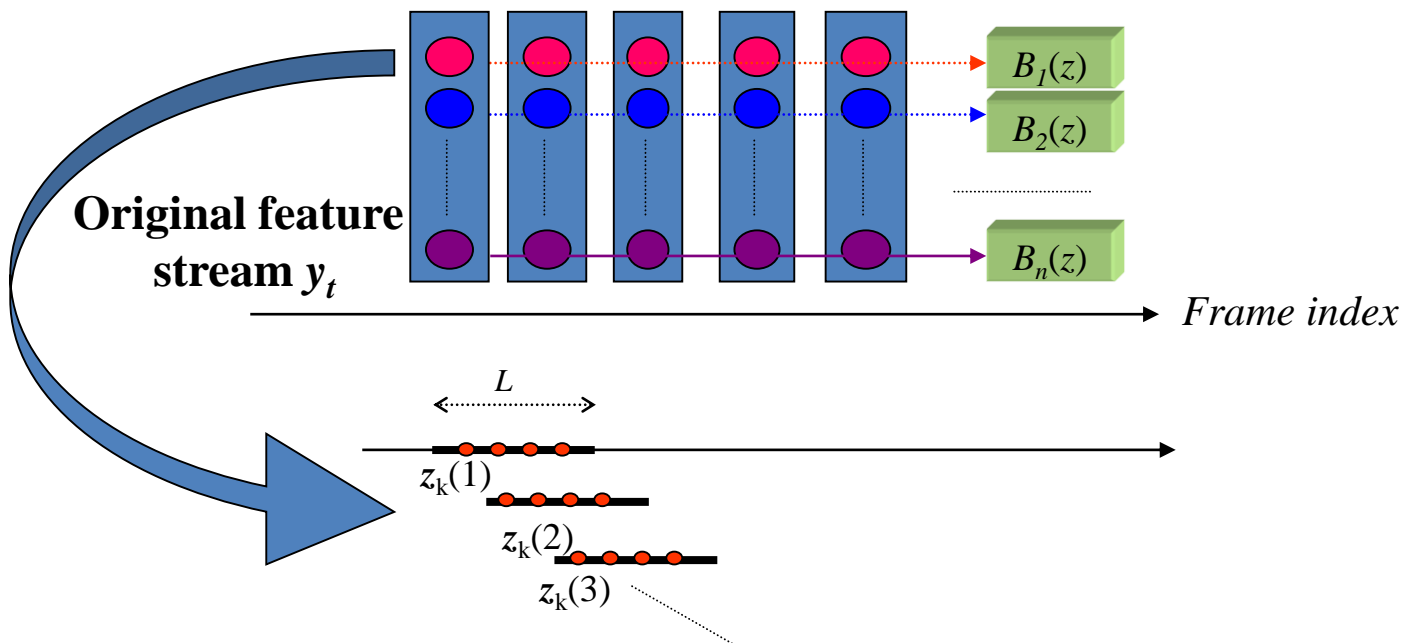 B₁(z)
B₂(z)
Original feature
stream yₜ
Bₙ(z)
Frame index
L
zₖ(1)
zₖ(2)
zₖ(3)